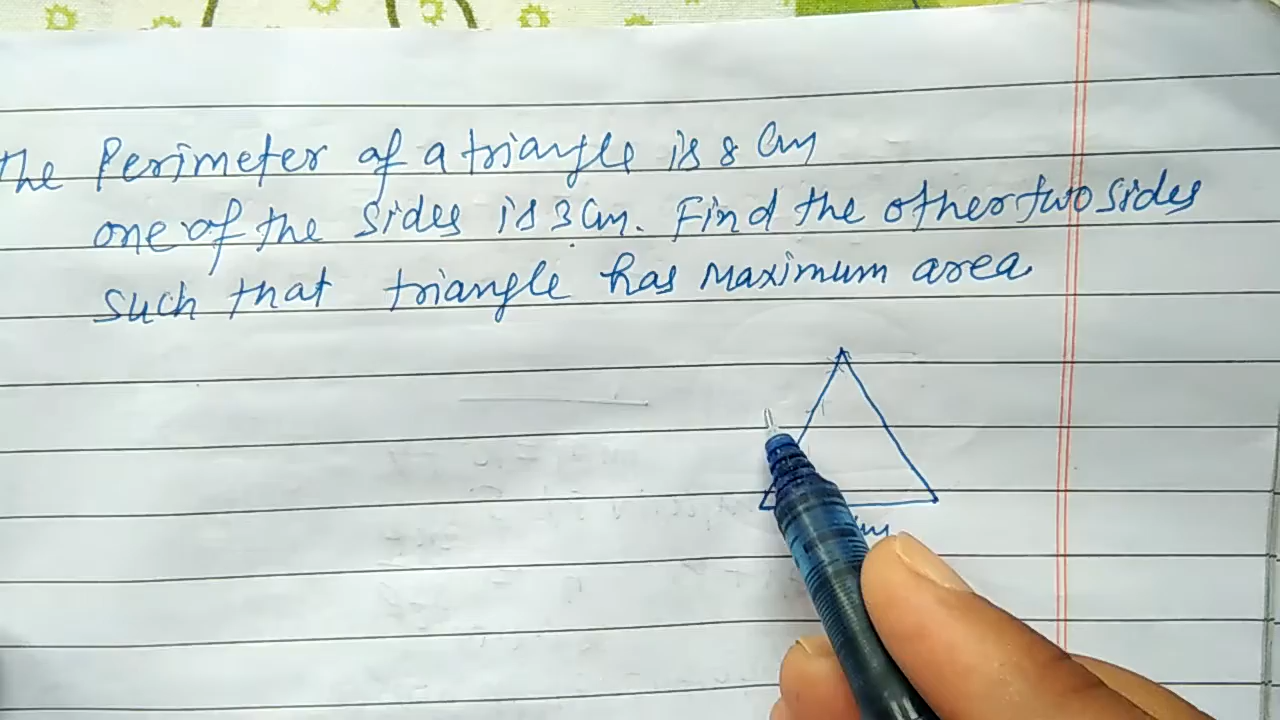 The Perimeter of a triangle is 8 Cm
one of the sides is 3 Cm. Find the other two sides
such that triangle has maximum area
cm